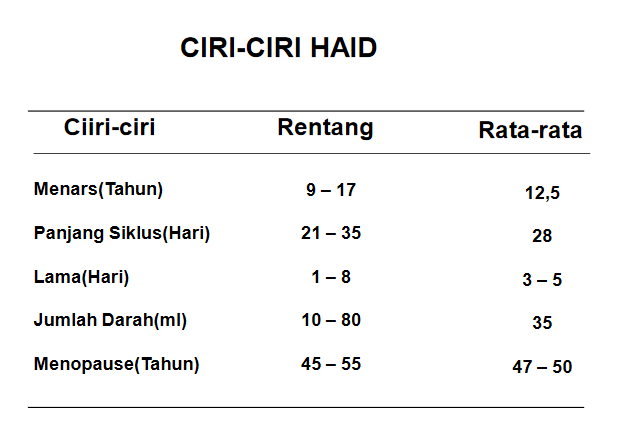 CIRI-CIRI HAID
Ciiri-ciri Rentang Rata-rata
Menars(Tahun) 9 – 17 12,5
Panjang Siklus(Hari) 21 – 35 28
Lama(Hari) 1 – 8 3 – 5
Jumlah Darah(ml) 10 – 80 35
Menopause(Tahun) 45 – 55 47 – 50